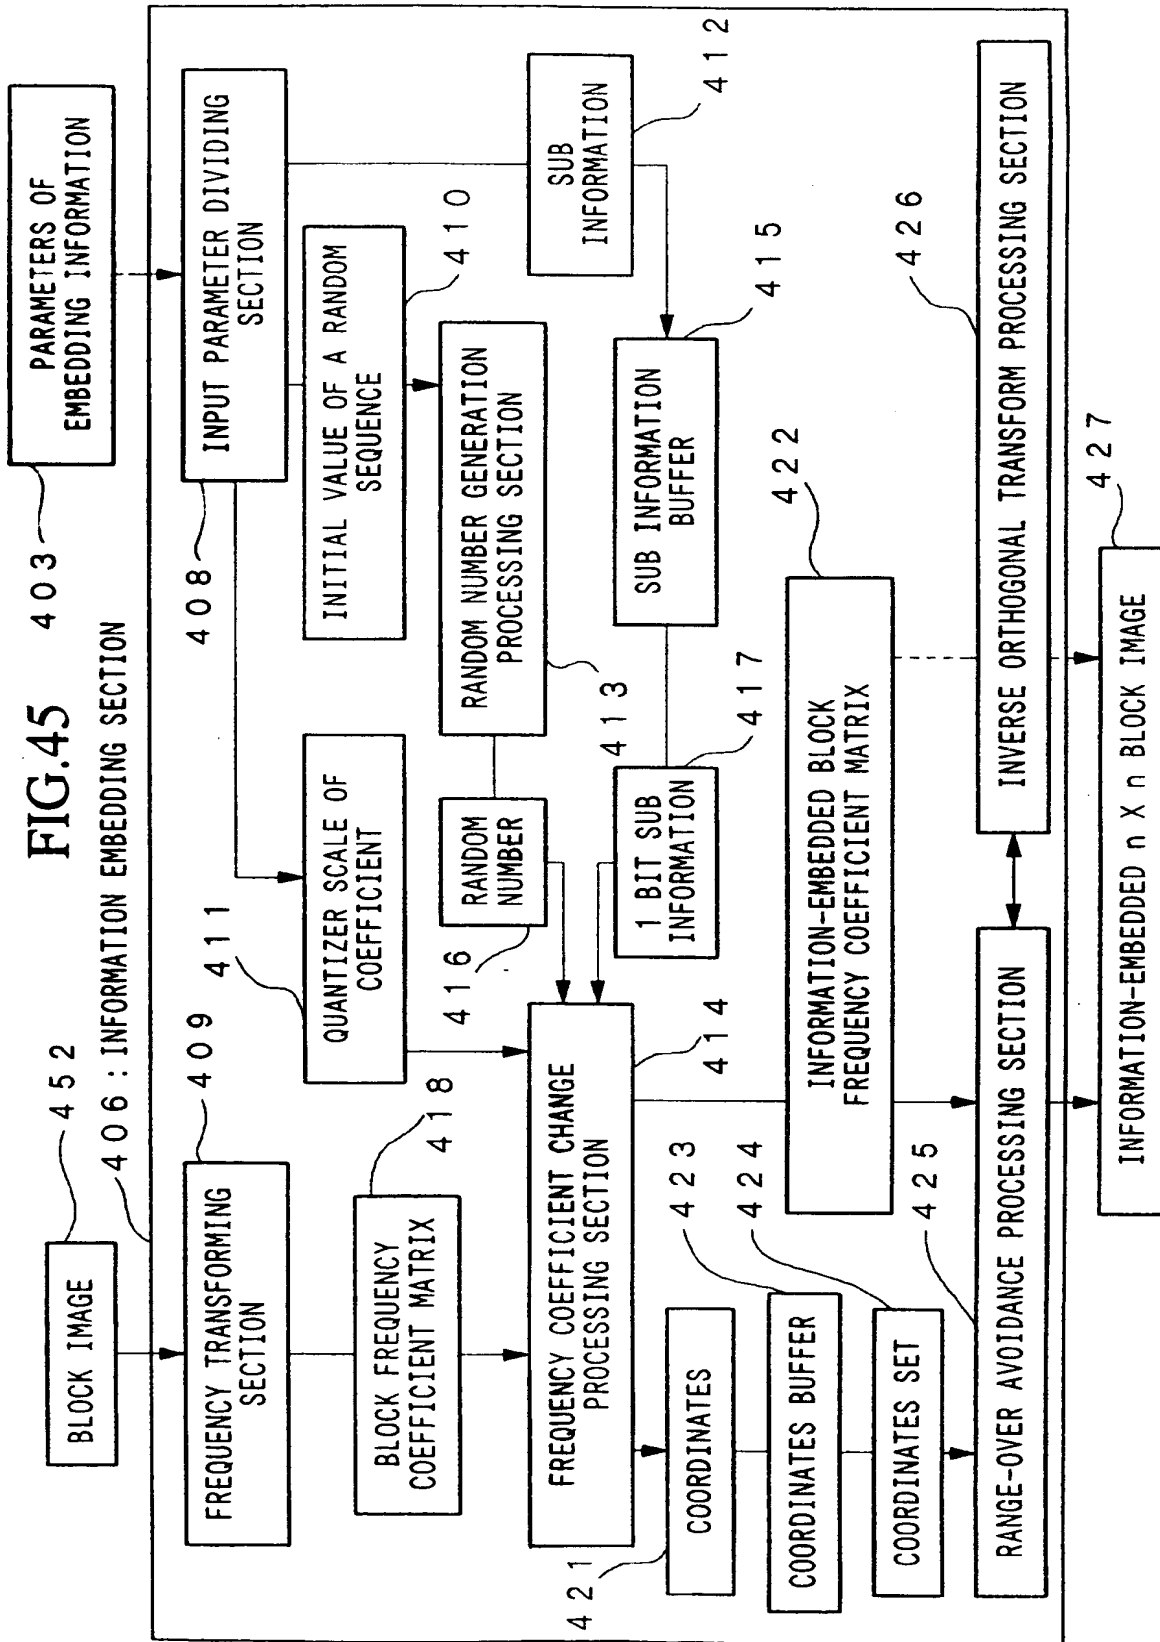 FIG.45
452
BLOCK IMAGE
403
PARAMETERS OF
EMBEDDING INFORMATION
406 : INFORMATION EMBEDDING SECTION
409
FREQUENCY TRANSFORMING
SECTION
408
INPUT PARAMETER DIVIDING
SECTION
411
QUANTIZER SCALE OF
COEFFICIENT
INITIAL VALUE OF A RANDOM
SEQUENCE
410
418
BLOCK FREQUENCY
COEFFICIENT MATRIX
416
RANDOM
NUMBER
RANDOM NUMBER GENERATION
PROCESSING SECTION
413
SUB
INFORMATION
412
FREQUENCY COEFFICIENT CHANGE
PROCESSING SECTION
414
1 BIT SUB
INFORMATION
417
SUB INFORMATION
BUFFER
415
421
COORDINATES
423
COORDINATES BUFFER
424
COORDINATES SET
INFORMATION-EMBEDDED BLOCK
FREQUENCY COEFFICIENT MATRIX
422
425
RANGE-OVER AVOIDANCE PROCESSING SECTION
INVERSE ORTHOGONAL TRANSFORM PROCESSING SECTION
426
INFORMATION-EMBEDDED n X n BLOCK IMAGE
427